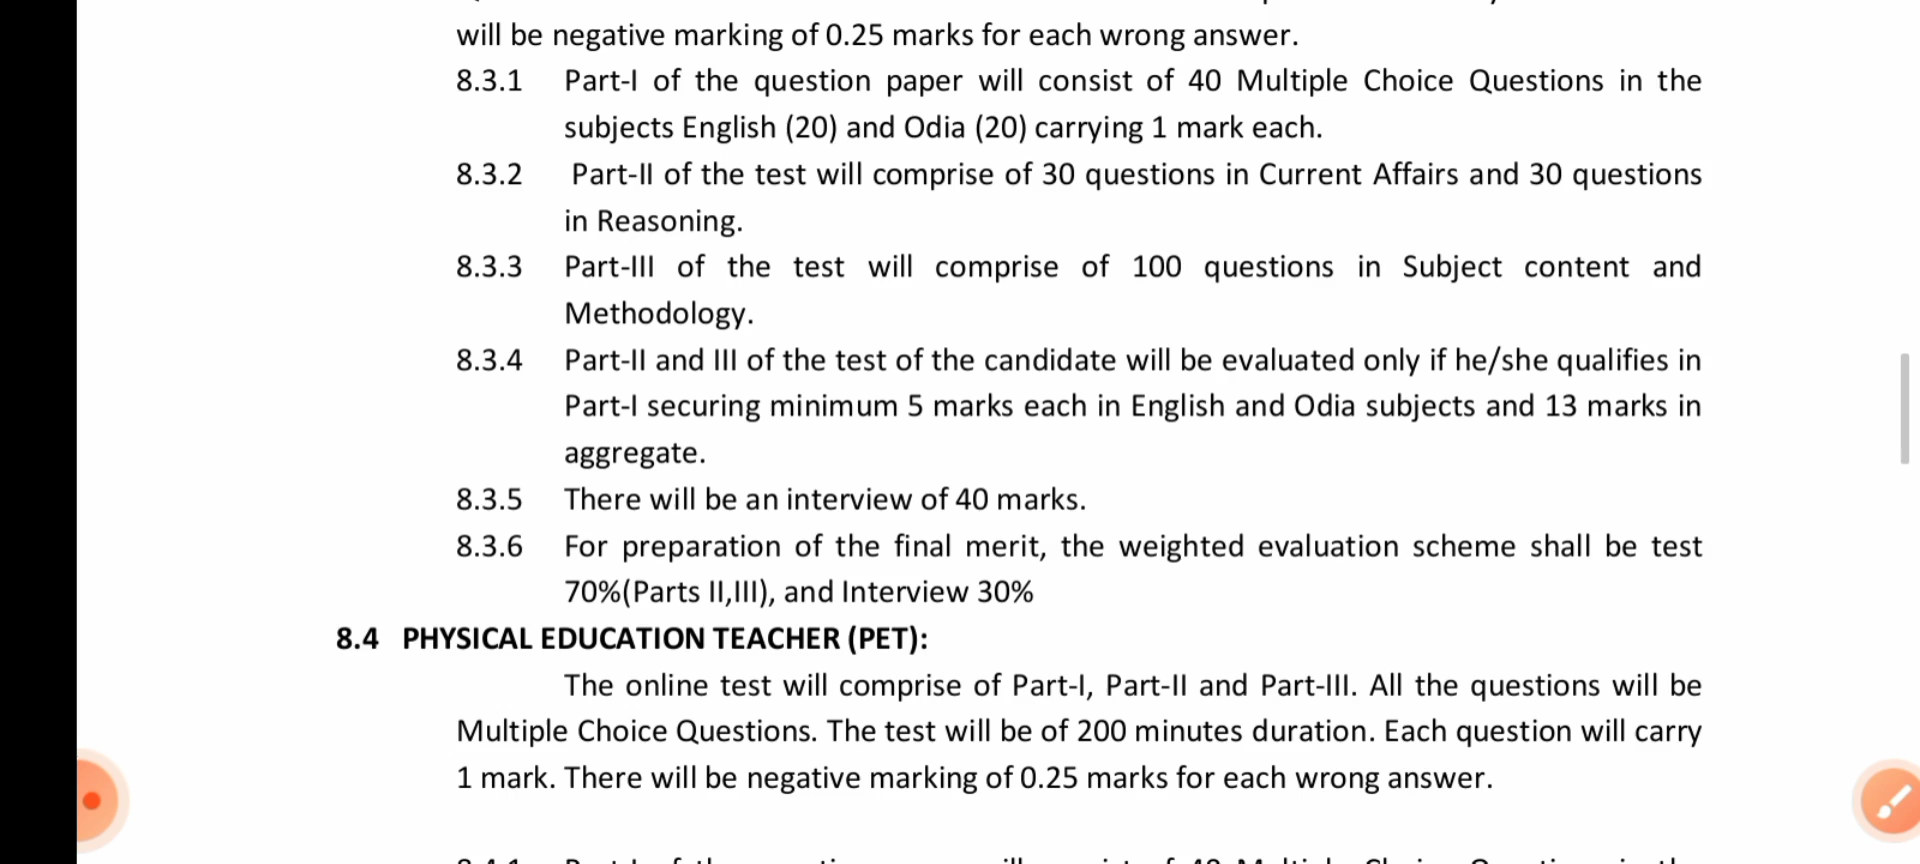 will be negative marking of 0.25 marks for each wrong answer.
8.3.1 Part-I of the question paper will consist of 40 Multiple Choice Questions in the
subjects English (20) and Odia (20) carrying 1 mark each.
8.3.2 Part-II of the test will comprise of 30 questions in Current Affairs and 30 questions
in Reasoning.
8.3.3 Part-III of the test will comprise of 100 questions in Subject content and
Methodology.
8.3.4 Part-II and III of the test of the candidate will be evaluated only if he/she qualifies in
Part-I securing minimum 5 marks each in English and Odia subjects and 13 marks in
aggregate.
8.3.5 There will be an interview of 40 marks.
8.3.6 For preparation of the final merit, the weighted evaluation scheme shall be test
70%(Parts II,III), and Interview 30%
8.4 PHYSICAL EDUCATION TEACHER (PET):
The online test will comprise of Part-I, Part-II and Part-III. All the questions will be
Multiple Choice Questions. The test will be of 200 minutes duration. Each question will carry
1 mark. There will be negative marking of 0.25 marks for each wrong answer.